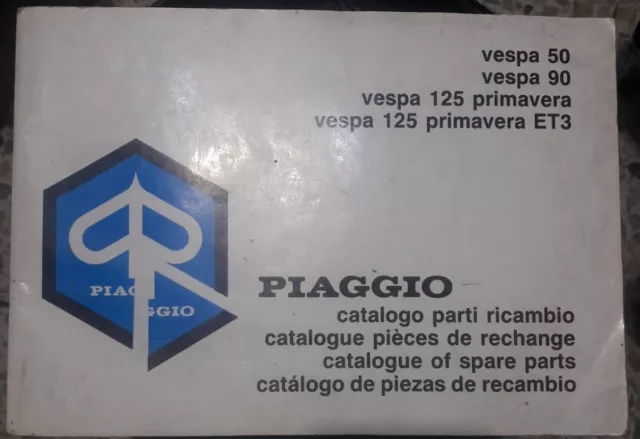 vespa 50
vespa 90
vespa 125 primavera
vespa 125 primavera ET3
PIAGGIO
PIAGGIO
catalogo parti ricambio
catalogue pièces de rechange
catalogue of spare parts
catálogo de piezas de recambio